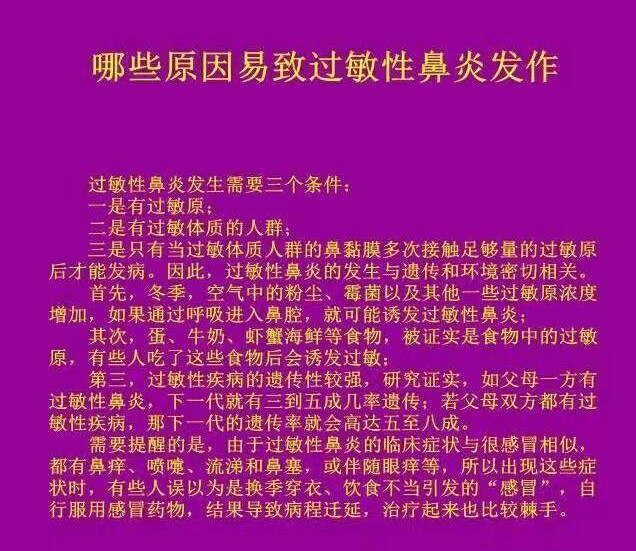 哪些原因易致过敏性鼻炎发作
过敏性鼻炎发生需要三个条件：
一是有过敏原；
二是有过敏体质的人群；
三是只有当过敏体质人群的鼻黏膜多次接触足够量的过敏原
后才能发病。因此，过敏性鼻炎的发生与遗传和环境密切相关。
首先，冬季，空气中的粉尘、霉菌以及其他一些过敏原浓度
增加，如果通过呼吸进入鼻腔，就可能诱发过敏性鼻炎；
其次，蛋、牛奶、虾蟹海鲜等食物，被证实是食物中的过敏
原，有些人吃了这些食物后会诱发过敏；
第三，过敏性疾病的遗传性较强，研究证实，如父母一方有
过敏性鼻炎，下一代就有三到五成几率遗传；若父母双方都有过
敏性疾病，那下一代的遗传率就会高达五至八成。
需要提醒的是，由于过敏性鼻炎的临床症状与很感冒相似，
都有鼻痒、喷嚏、流涕和鼻塞，或伴随眼痒等，所以出现这些症
状时，有些人误以为是换季穿衣、饮食不当引发的“感冒”，自
行服用感冒药物，结果导致病程迁延，治疗起来也比较棘手。